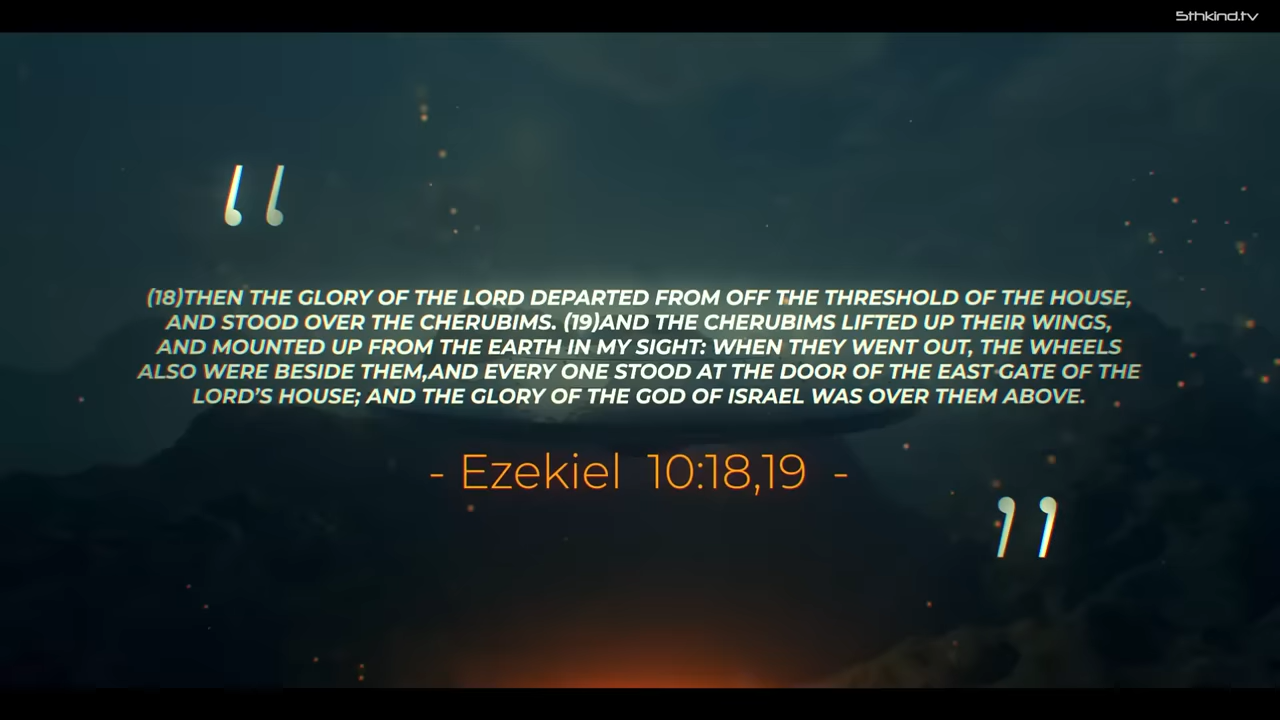 5thkind.tv
“
(18)THEN THE GLORY OF THE LORD DEPARTED FROM OFF THE THRESHOLD OF THE HOUSE,
AND STOOD OVER THE CHERUBIMS. (19)AND THE CHERUBIMS LIFTED UP THEIR WINGS,
AND MOUNTED UP FROM THE EARTH IN MY SIGHT: WHEN THEY WENT OUT, THE WHEELS
ALSO WERE BESIDE THEM,AND EVERY ONE STOOD AT THE DOOR OF THE EAST GATE OF THE
LORD’S HOUSE; AND THE GLORY OF THE GOD OF ISRAEL WAS OVER THEM ABOVE.
- Ezekiel 10:18,19 -
”